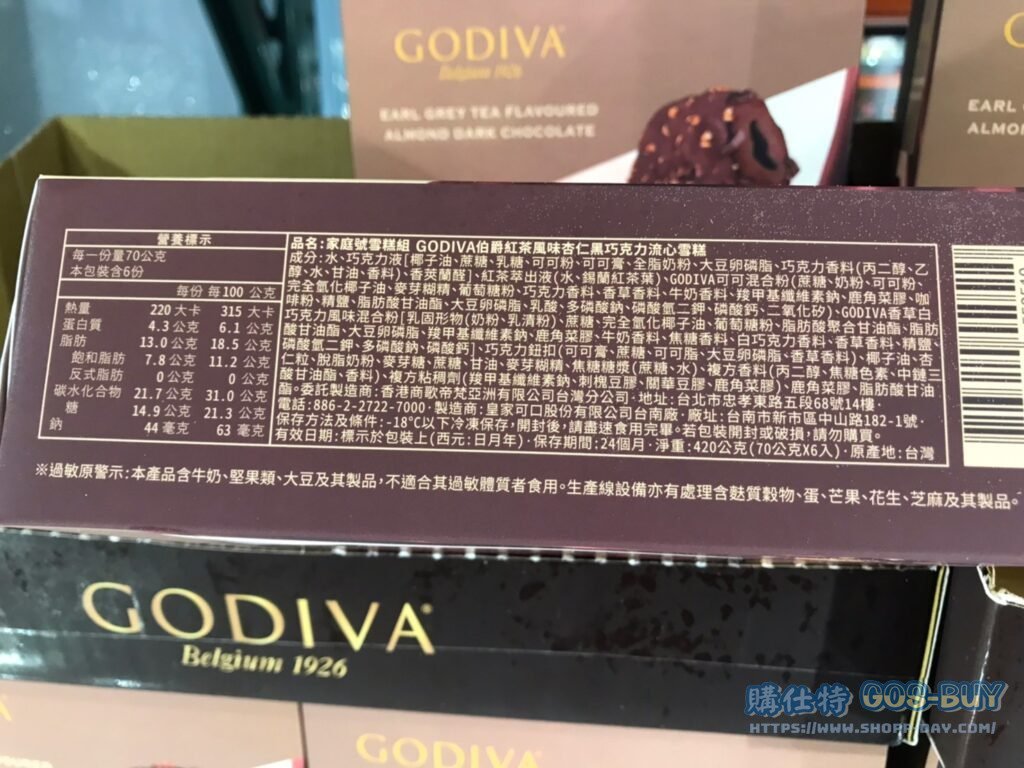 GODIVA
Belgium 1926
EARL GREY TEA FLAVOURED
ALMOND DARK CHOCOLATE
EARL
ALMO
營養標示
每一份量70公克
本包裝含6份
每份 每100 公克
熱量 220 大卡 315 大卡
蛋白質 4.3 公克 6.1 公克
脂肪 13.0 公克 18.5 公克
飽和脂肪 7.8 公克 11.2 公克
反式脂肪 0 公克 0 公克
碳水化合物 21.7 公克 31.0 公克
糖 14.9 公克 21.3 公克
鈉 44 毫克 63 毫克
品名:家庭號雪糕組 GODIVA伯爵紅茶風味杏仁黑巧克力流心雪糕
成分:水、巧克力液[椰子油、蔗糖、乳糖、可可粉、可可膏、全脂奶粉、大豆卵磷脂、巧克力香料(丙二醇、乙
醇、水、甘油、香料)、香莢蘭醛]、紅茶萃出液(水、錫蘭紅茶葉)、GODIVA可可混合粉(蔗糖、奶粉、可可粉、
完全氫化椰子油、麥芽糊精、葡萄糖粉、巧克力香料、香草香料、牛奶香料、羧甲基纖維素鈉、鹿角菜膠、咖
啡粉、精鹽、脂肪酸甘油酯、大豆卵磷脂、乳酸、多磷酸鈉、磷酸氫二鉀、磷酸鈣、二氧化矽)、GODIVA香草白
巧克力風味混合粉[乳固形物(奶粉、乳清粉)、蔗糖、完全氫化椰子油、葡萄糖粉、脂肪酸聚合甘油酯、脂肪
酸甘油酯、大豆卵磷脂、羧甲基纖維素鈉、鹿角菜膠、牛奶香料、焦糖香料、白巧克力香料、香草香料、精鹽、
磷酸氫二鉀、多磷酸鈉、磷酸鈣]、巧克力鈕扣(可可膏、蔗糖、可可脂、大豆卵磷脂、香草香料)、椰子油、杏
仁粒、脫脂奶粉、麥芽糖、蔗糖、甘油、麥芽糊精、焦糖糖漿(蔗糖、水)、複方香料(丙二醇、焦糖色素、中鏈三
酸甘油酯、香料)、複方粘稠劑(羧甲基纖維素鈉、刺槐豆膠、關華豆膠、鹿角菜膠)、鹿角菜膠、脂肪酸甘油
酯。委託製造商:香港商歌帝梵亞洲有限公司台灣分公司·地址:台北市忠孝東路五段68號14樓·
電話:886-2-2722-7000·製造商:皇家可口股份有限公司台南廠·廠址:台南市新市區中山路182-1號·
保存方法及條件:-18°C以下冷凍保存,開封後,請盡速食用完畢。若包裝開封或破損,請勿購買。
有效日期:標示於包裝上(西元:日月年)·保存期間:24個月·淨重:420公克(70公克X6入)·原產地:台灣
※過敏原警示:本產品含牛奶、堅果類、大豆及其製品,不適合其過敏體質者食用。生產線設備亦有處理含麩質穀物、蛋、芒果、花生、芝麻及其製品。
GODIVA
Belgium 1926
GODIVA
購仕特 GOS-BUY
HTTPS://WWW.SHOPP-DAY.COM/